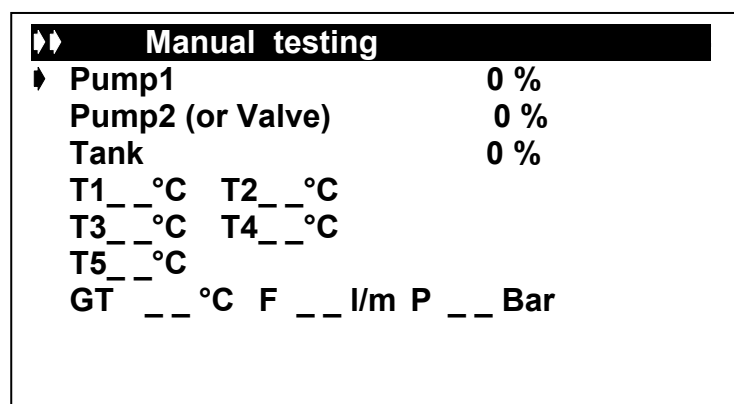 Manual testing
Pump1 0 %
Pump2 (or Valve) 0 %
Tank 0 %
T1_ _°C T2_ _°C
T3_ _°C T4_ _°C
T5_ _°C
GT _ _ °C F _ _ l/m P _ _ Bar